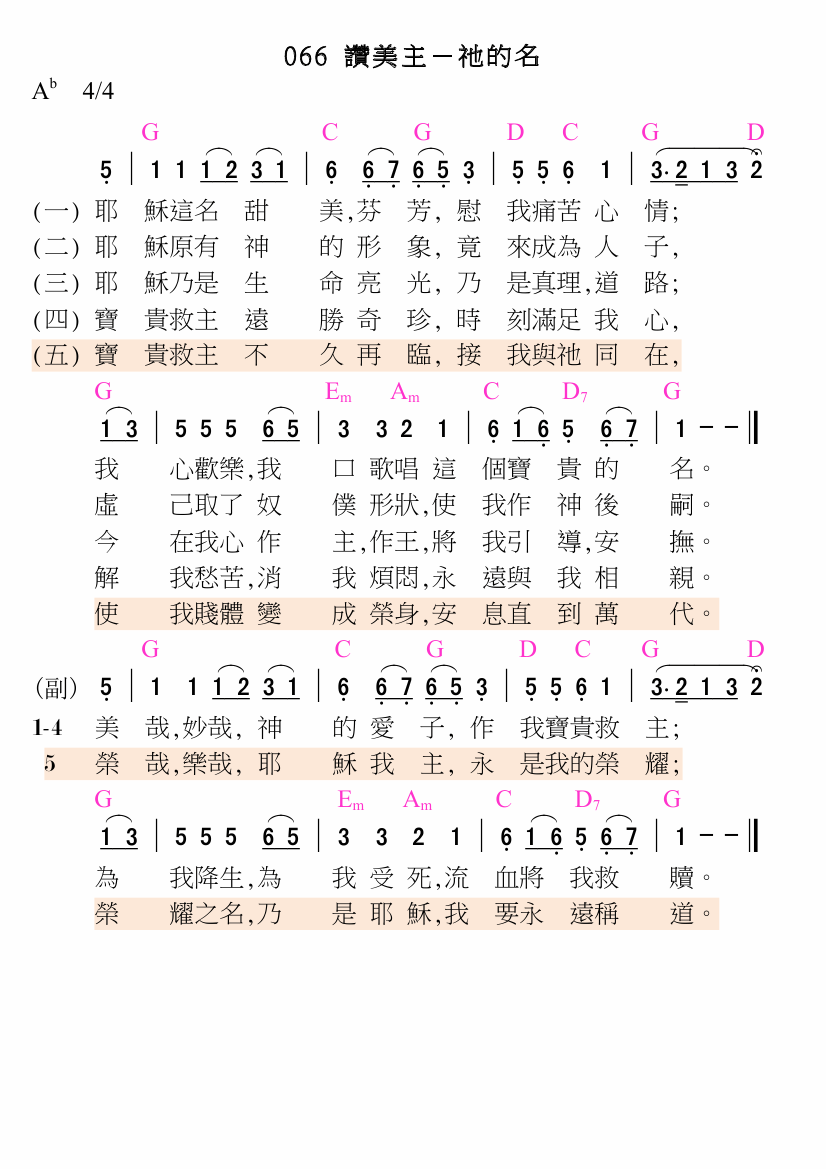 066 讚美主－祂的名
Ab 4/4
G C G D C G D
5 | 1 1 1 2 3 1 | 6 6 7 6 5 3 | 5 5 6 1 | 3· 2 1 3 2
(一) 耶 穌這名 甜 美,芬 芳, 慰 我痛苦 心 情;
(二) 耶 穌原有 神 的 形 象, 竟 來成為 人 子,
(三) 耶 穌乃是 生 命 亮 光, 乃 是真理,道 路;
(四) 寶 貴救主 遠 勝 奇 珍, 時 刻滿足 我 心,
(五) 寶 貴救主 不 久 再 臨, 接 我與祂 同 在,
G Em Am C D7 G
1 3 | 5 5 5 6 5 | 3 3 2 1 | 6 1 6 5 6 7 | 1 － － ‖
我 心歡樂,我 口 歌唱 這 個寶 貴 的 名。
虛 己取了 奴 僕 形狀,使 我作 神 後 嗣。
今 在我心 作 主,作王,將 我引 導,安 撫。
解 我愁苦,消 我 煩悶,永 遠與 我 相 親。
使 我賤體 變 成 榮身,安 息直 到 萬 代。
G C G D C G D
(副) 5 | 1 1 1 2 3 1 | 6 6 7 6 5 3 | 5 5 6 1 | 3· 2 1 3 2
1-4 美 哉,妙哉, 神 的 愛 子, 作 我寶貴救 主;
5 榮 哉,樂哉, 耶 穌 我 主, 永 是我的榮 耀;
G Em Am C D7 G
1 3 | 5 5 5 6 5 | 3 3 2 1 | 6 1 6 5 6 7 | 1 － － ‖
為 我降生,為 我 受 死,流 血將 我救 贖。
榮 耀之名,乃 是 耶 穌,我 要永 遠稱 道。